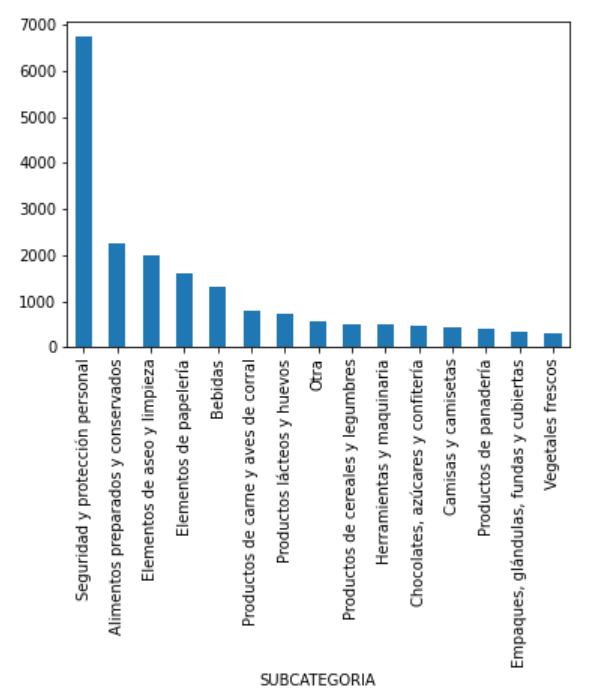 7000
6000
5000
4000
3000
2000
1000
0
Seguridad y protección personal
Alimentos preparados y conservados
Elementos de aseo y limpieza
Elementos de papelería
Bebidas
Productos de carne y aves de corral
Productos lácteos y huevos
Otra
Productos de cereales y legumbres
Herramientas y maquinaria
Chocolates, azúcares y confitería
Camisas y camisetas
Productos de panadería
Empaques, glándulas, fundas y cubiertas
Vegetales frescos
SUBCATEGORIA